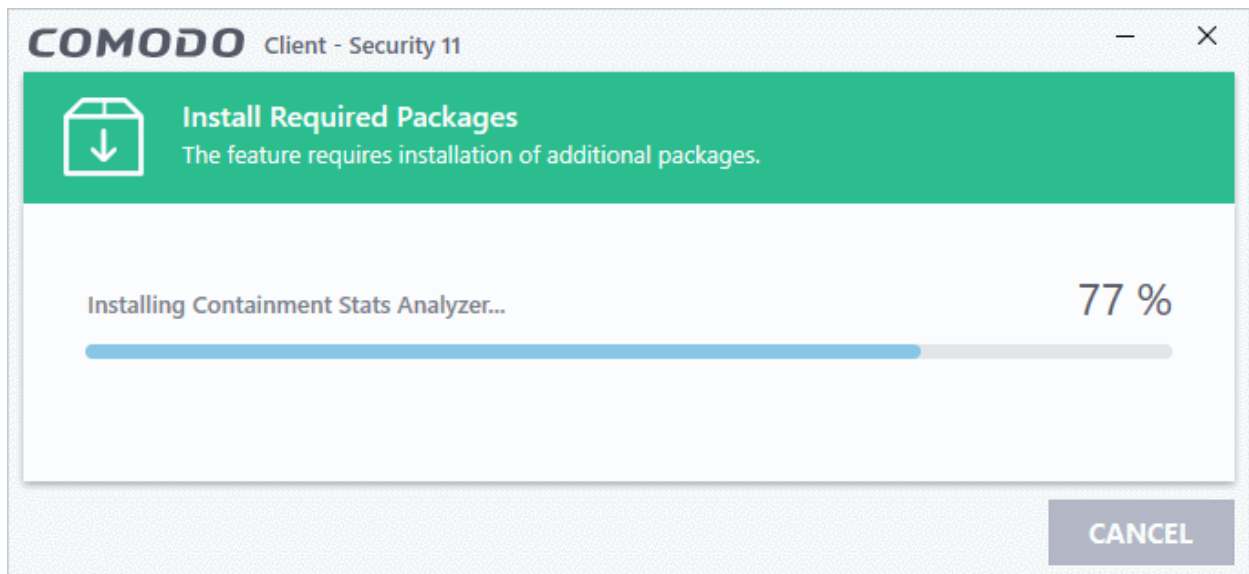 COMODO Client - Security 11
Install Required Packages
The feature requires installation of additional packages.
Installing Containment Stats Analyzer...
77 %
CANCEL